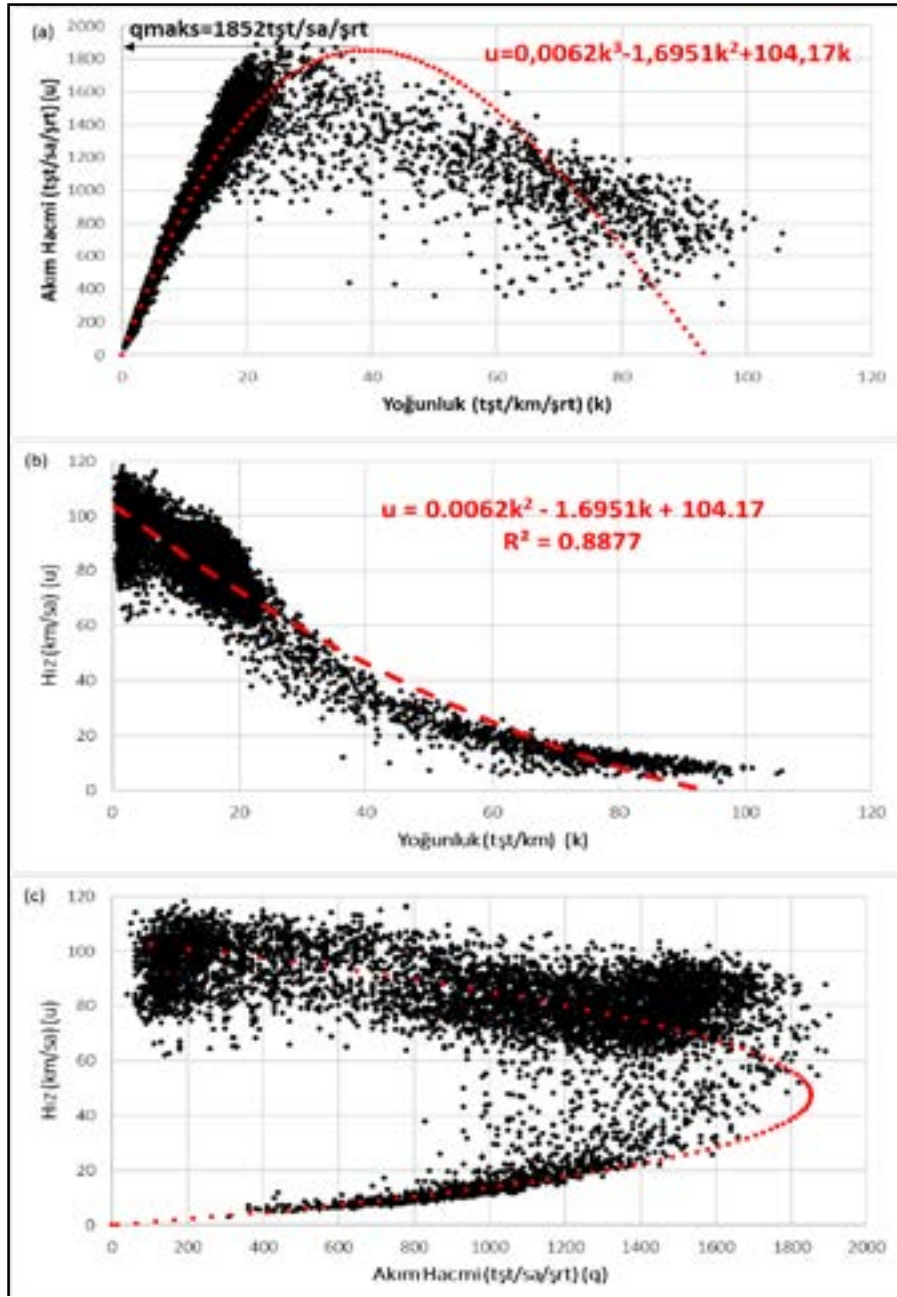 (a)
qmaks=1852tşt/sa/şrt
u=0,0062k³-1,6951k²+104,17k
2000
1800
1600
1400
1200
1000
800
600
400
200
0
Akım Hacmi (tşt/sa/şrt) (u)
0 20 40 60 80 100 120
Yoğunluk (tşt/km/şrt) (k)
(b)
u = 0.0062k² - 1.6951k + 104.17
R² = 0.8877
120
100
80
60
40
20
0
Hız (km/sa) (u)
0 20 40 60 80 100 120
Yoğunluk (tşt/km) (k)
(c)
120
100
80
60
40
20
0
Hız (km/sa) (u)
0 200 400 600 800 1000 1200 1400 1600 1800 2000
Akım Hacmi (tşt/sa/şrt) (q)